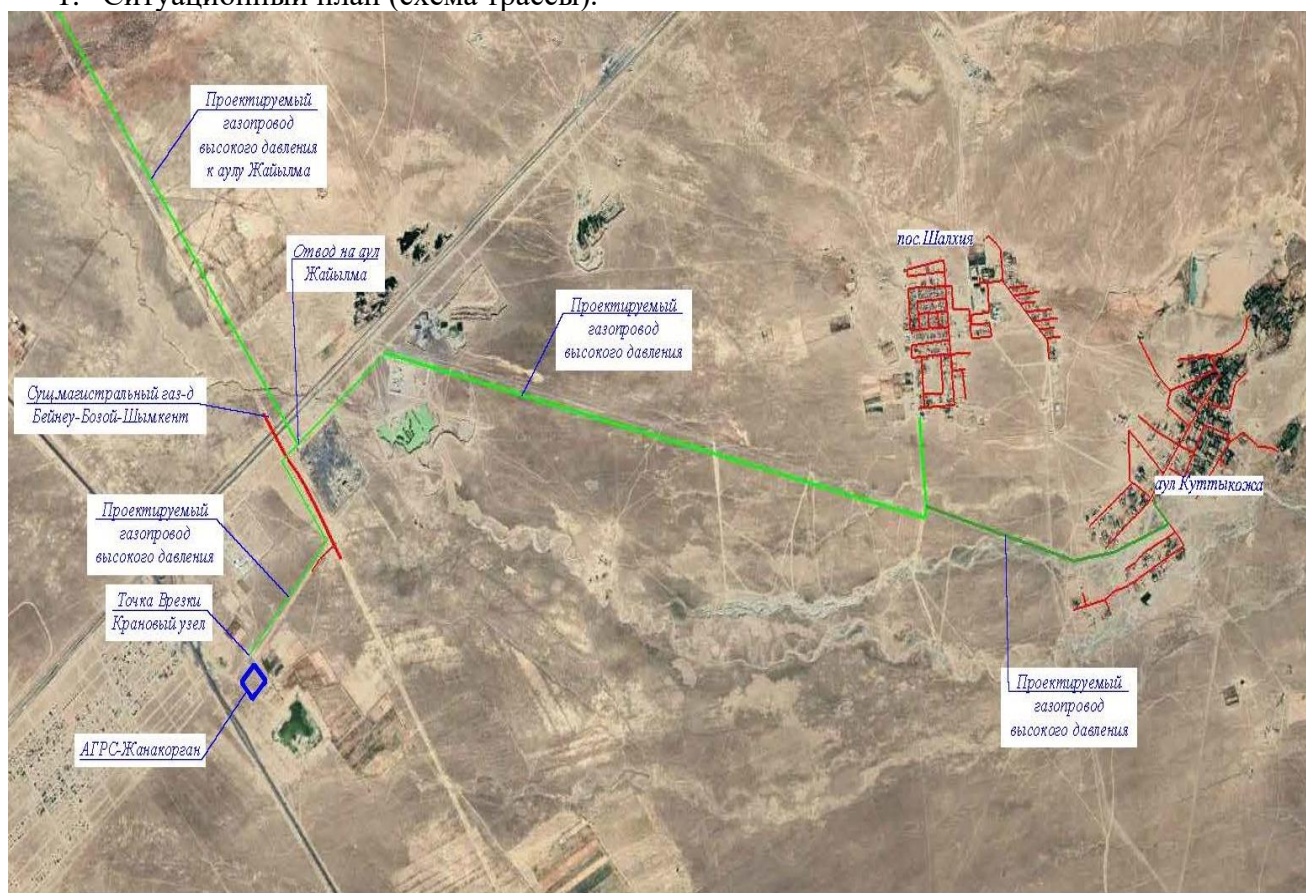 1. Ситуационный план (схема трассы).
Проектируемый
газопровод
высокого давления
к аулу Жайылма
Отвод на аул
Жайылма
Проектируемый
газопровод
высокого давления
пос.Шалхия
Сущ.магистральный газ-д
Бейнеу-Бозой-Шымкент
аул Куттыкожа
Проектируемый
газопровод
высокого давления
Точка Врезки
Крановый узел
Проектируемый
газопровод
высокого давления
АГРС-Жанакорган